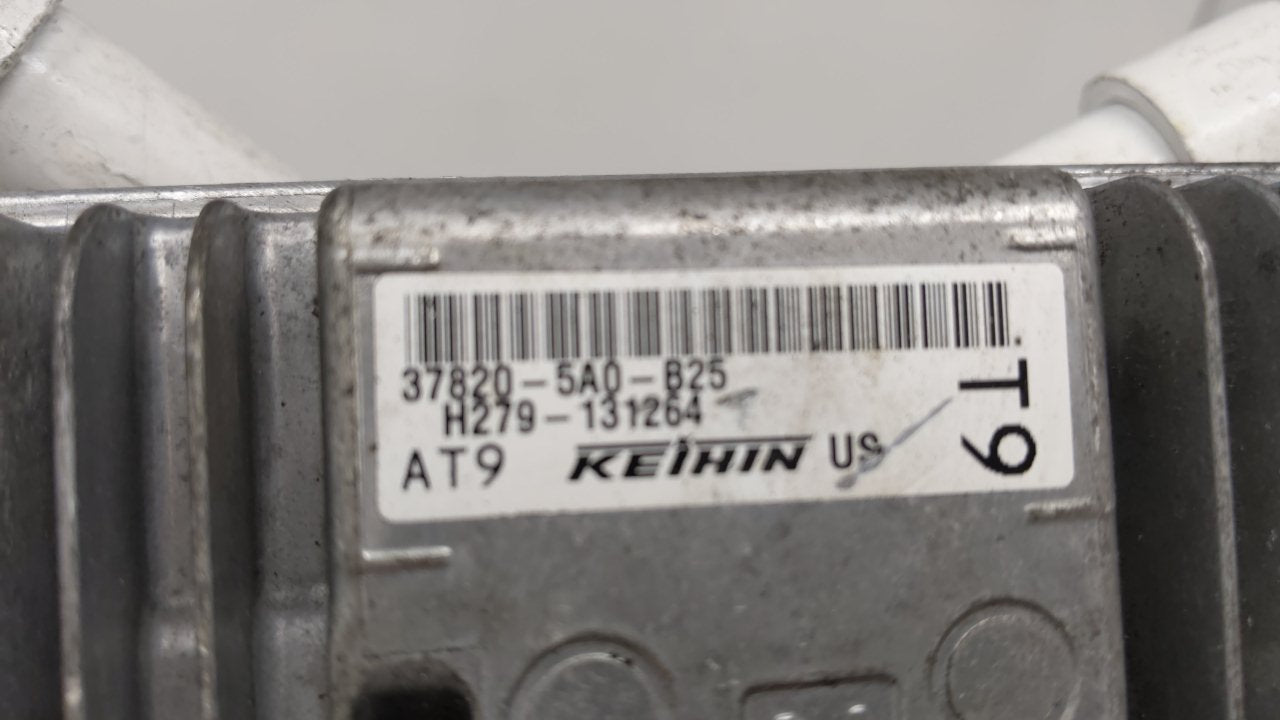 37820-5A0-B25
H279-131264
AT9 KEIHIN US
T9